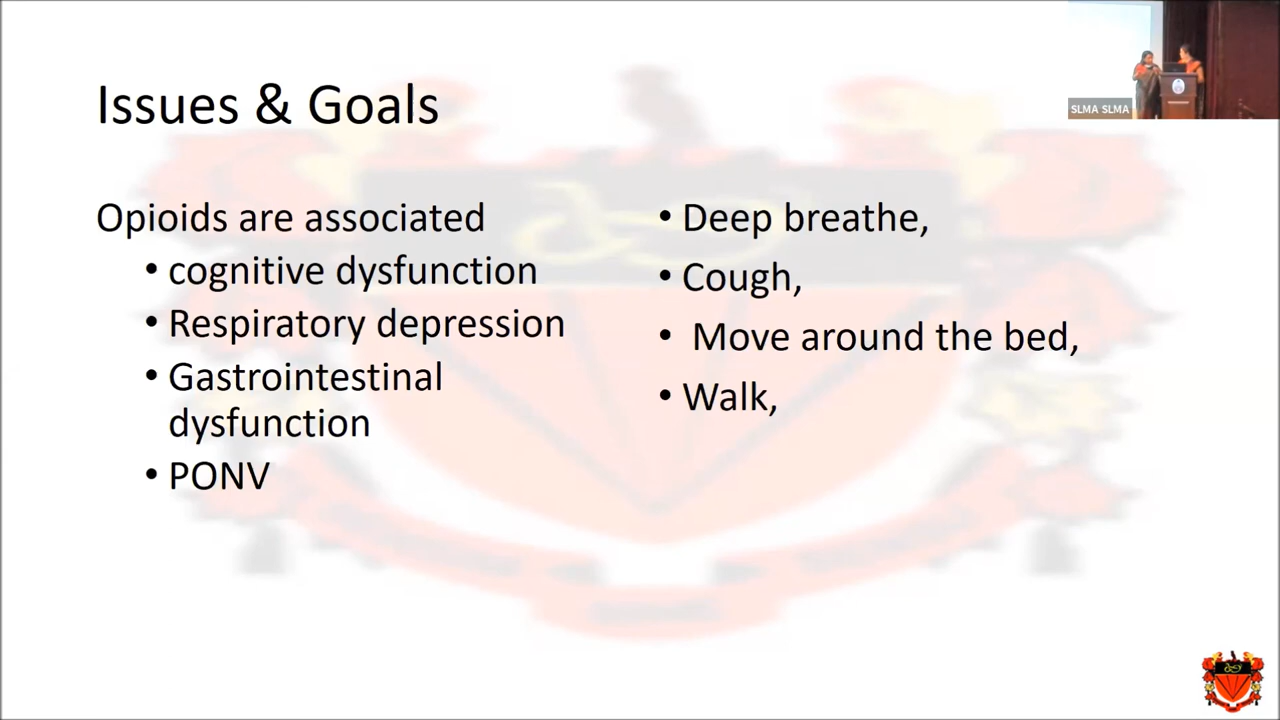 Issues & Goals
SLMA SLMA
Opioids are associated
• cognitive dysfunction
• Respiratory depression
• Gastrointestinal
dysfunction
• PONV
• Deep breathe,
• Cough,
• Move around the bed,
• Walk,